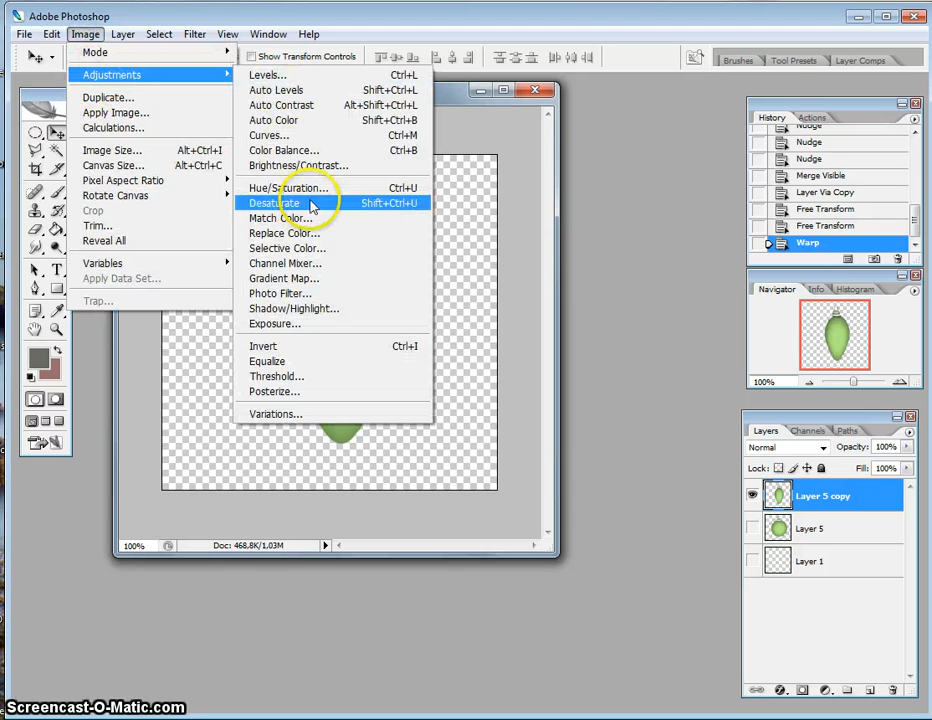 Adobe Photoshop
File Edit Image Layer Select Filter View Window Help
Show Transform Controls
Brushes Tool Presets Layer Comps
Mode
Adjustments
Duplicate...
Apply Image...
Calculations...
Image Size... Alt+Ctrl+I
Canvas Size... Alt+Ctrl+C
Pixel Aspect Ratio
Rotate Canvas
Crop
Trim...
Reveal All
Variables
Apply Data Set...
Trap...
Levels... Ctrl+L
Auto Levels Shift+Ctrl+L
Auto Contrast Alt+Shift+Ctrl+L
Auto Color Shift+Ctrl+B
Curves... Ctrl+M
Color Balance... Ctrl+B
Brightness/Contrast...
Hue/Saturation... Ctrl+U
Desaturate Shift+Ctrl+U
Match Color...
Replace Color...
Selective Color...
Channel Mixer...
Gradient Map...
Photo Filter...
Shadow/Highlight...
Exposure...
Invert Ctrl+I
Equalize
Threshold...
Posterize...
Variations...
100% Doc: 468,8K/1,03M
History Actions
Nudge
Nudge
Nudge
Merge Visible
Layer Via Copy
Free Transform
Free Transform
Warp
Navigator Info Histogram
100%
Layers Channels Paths
Normal Opacity: 100%
Lock: Fill: 100%
Layer 5 copy
Layer 5
Layer 1
Screencast-O-Matic.com